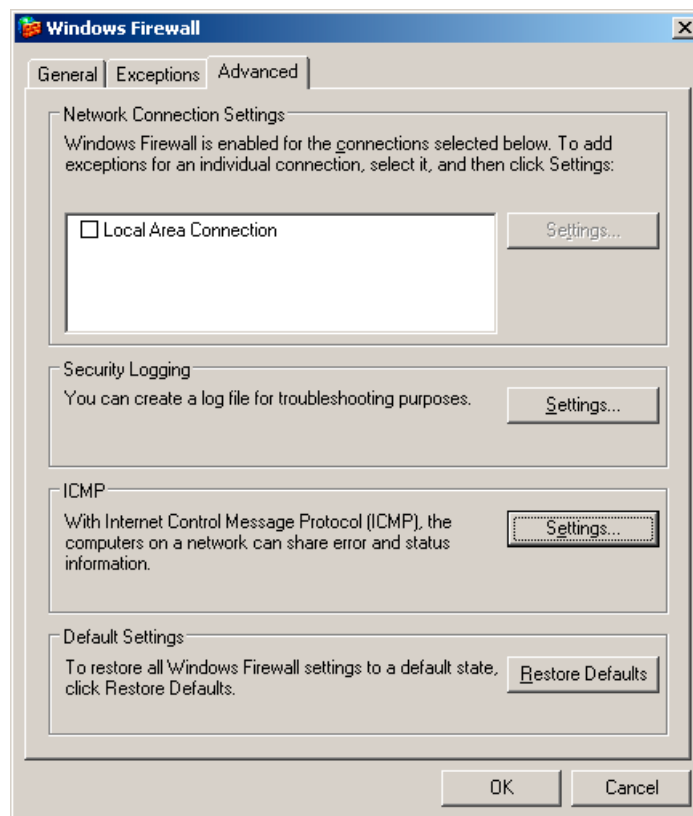 Windows Firewall
General
Exceptions
Advanced
Network Connection Settings
Windows Firewall is enabled for the connections selected below. To add
exceptions for an individual connection, select it, and then click Settings:
Local Area Connection
Settings...
Security Logging
You can create a log file for troubleshooting purposes.
Settings...
ICMP
With Internet Control Message Protocol (ICMP), the
computers on a network can share error and status
information.
Settings...
Default Settings
To restore all Windows Firewall settings to a default state,
click Restore Defaults.
Restore Defaults
OK
Cancel